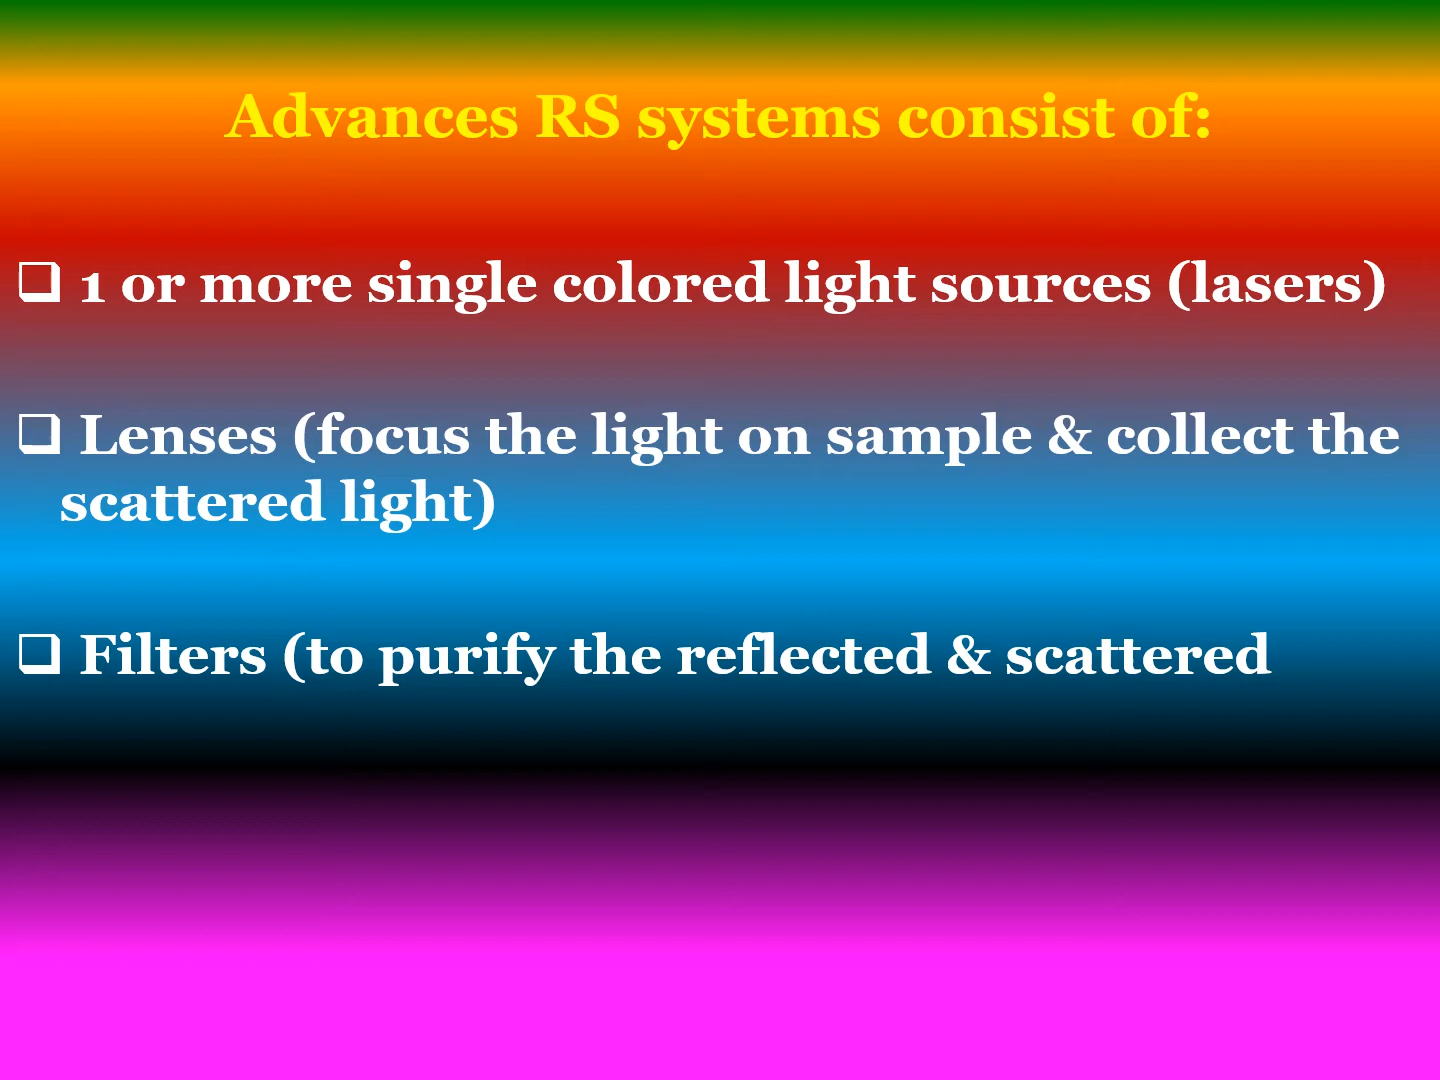 Advances RS systems consist of:
❑ 1 or more single colored light sources (lasers)
❑ Lenses (focus the light on sample & collect the
scattered light)
❑ Filters (to purify the reflected & scattered